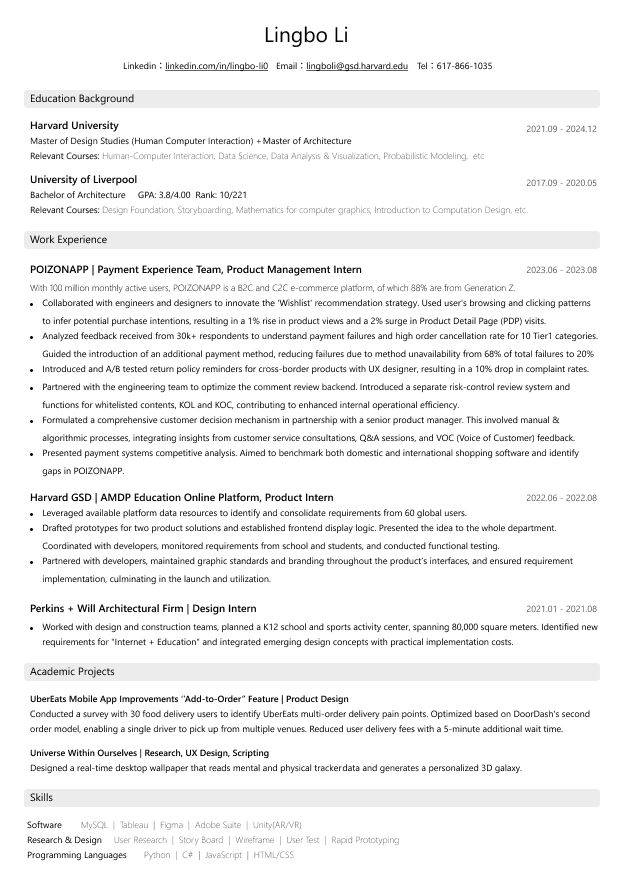 Lingbo Li
Linkedin：linkedin.com/in/lingbo-li0 Email：lingboli@gsd.harvard.edu Tel：617-866-1035
Education Background
Harvard University 2021.09 - 2024.12
Master of Design Studies (Human Computer Interaction) +Master of Architecture
Relevant Courses: Human-Computer Interaction, Data Science, Data Analysis & Visualization, Probabilistic Modeling, etc
University of Liverpool 2017.09 - 2020.05
Bachelor of Architecture GPA: 3.8/4.00 Rank: 10/221
Relevant Courses: Design Foundation, Storyboarding, Mathematics for computer graphics, Introduction to Computation Design, etc.
Work Experience
POIZONAPP | Payment Experience Team, Product Management Intern 2023.06 - 2023.08
With 100 million monthly active users, POIZONAPP is a B2C and C2C e-commerce platform, of which 88% are from Generation Z.
• Collaborated with engineers and designers to innovate the 'Wishlist' recommendation strategy. Used user's browsing and clicking patterns
to infer potential purchase intentions, resulting in a 1% rise in product views and a 2% surge in Product Detail Page (PDP) visits.
• Analyzed feedback received from 30k+ respondents to understand payment failures and high order cancellation rate for 10 Tier1 categories.
Guided the introduction of an additional payment method, reducing failures due to method unavailability from 68% of total failures to 20%
• Introduced and A/B tested return policy reminders for cross-border products with UX designer, resulting in a 10% drop in complaint rates.
• Partnered with the engineering team to optimize the comment review backend. Introduced a separate risk-control review system and
functions for whitelisted contents, KOL and KOC, contributing to enhanced internal operational efficiency.
• Formulated a comprehensive customer decision mechanism in partnership with a senior product manager. This involved manual &
algorithmic processes, integrating insights from customer service consultations, Q&A sessions, and VOC (Voice of Customer) feedback.
• Presented payment systems competitive analysis. Aimed to benchmark both domestic and international shopping software and identify
gaps in POIZONAPP.
Harvard GSD | AMDP Education Online Platform, Product Intern 2022.06 - 2022.08
• Leveraged available platform data resources to identify and consolidate requirements from 60 global users.
• Drafted prototypes for two product solutions and established frontend display logic. Presented the idea to the whole department.
Coordinated with developers, monitored requirements from school and students, and conducted functional testing.
• Partnered with developers, maintained graphic standards and branding throughout the product's interfaces, and ensured requirement
implementation, culminating in the launch and utilization.
Perkins + Will Architectural Firm | Design Intern 2021.01 - 2021.08
• Worked with design and construction teams, planned a K12 school and sports activity center, spanning 80,000 square meters. Identified new
requirements for "Internet + Education" and integrated emerging design concepts with practical implementation costs.
Academic Projects
UberEats Mobile App Improvements "Add-to-Order" Feature | Product Design
Conducted a survey with 30 food delivery users to identify UberEats multi-order delivery pain points. Optimized based on DoorDash's second
order model, enabling a single driver to pick up from multiple venues. Reduced user delivery fees with a 5-minute additional wait time.
Universe Within Ourselves | Research, UX Design, Scripting
Designed a real-time desktop wallpaper that reads mental and physical trackerdata and generates a personalized 3D galaxy.
Skills
Software MySQL | Tableau | Figma | Adobe Suite | Unity(AR/VR)
Research & Design User Research | Story Board | Wireframe | User Test | Rapid Prototyping
Programming Languages Python | C# | JavaScript | HTML/CSS